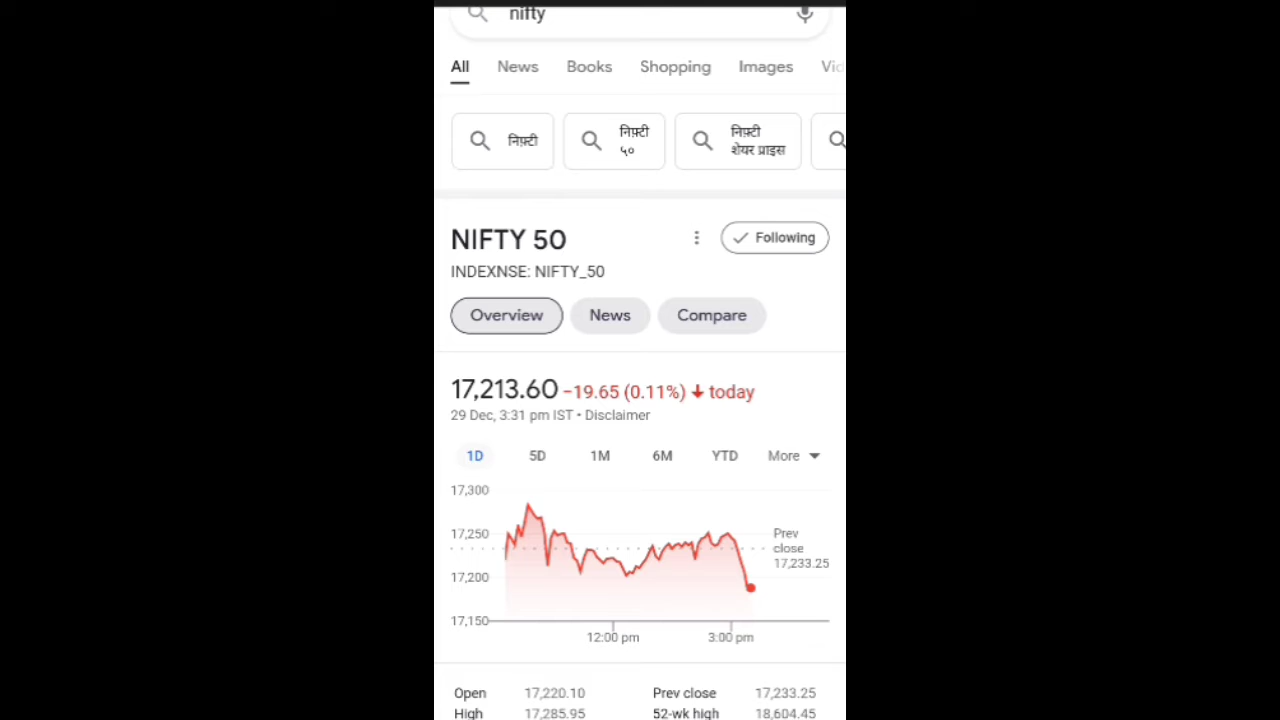 nifty
All News Books Shopping Images
निफ़्टी
निफ़्टी
५०
निफ़्टी
शेयर प्राइस
NIFTY 50
Following
INDEXNSE: NIFTY_50
Overview News Compare
17,213.60 −19.65 (0.11%) ↓ today
29 Dec, 3:31 pm IST • Disclaimer
1D 5D 1M 6M YTD More
17,300
17,250
17,200
17,150
Prev
close
17,233.25
12:00 pm 3:00 pm
Open 17,220.10 Prev close 17,233.25
High 17,285.95 52-wk high 18,604.45